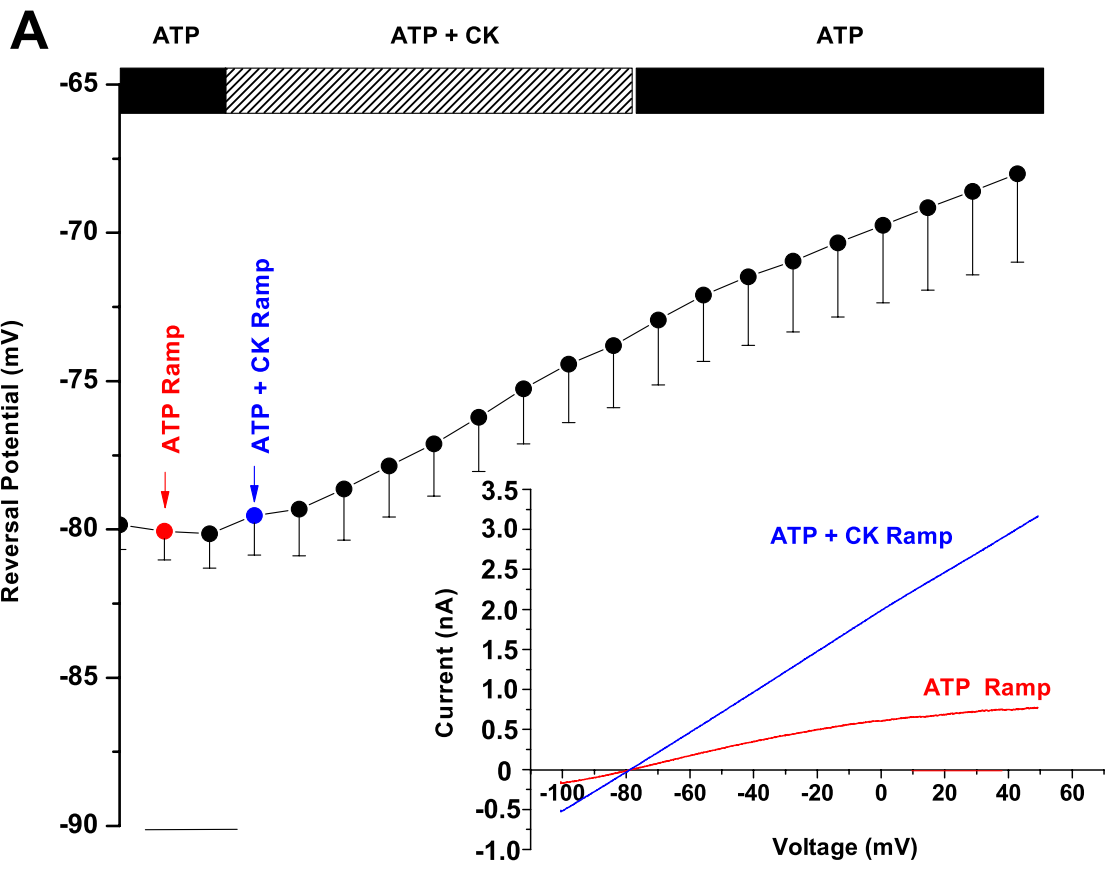 A
ATP
ATP + CK
ATP
-65
-70
-75
-80
-85
-90
Reversal Potential (mV)
ATP Ramp
ATP + CK Ramp
3.5
3.0
2.5
2.0
1.5
1.0
0.5
0
-0.5
-1.0
Current (nA)
ATP + CK Ramp
ATP Ramp
-100
-80
-60
-40
-20
0
20
40
60
Voltage (mV)